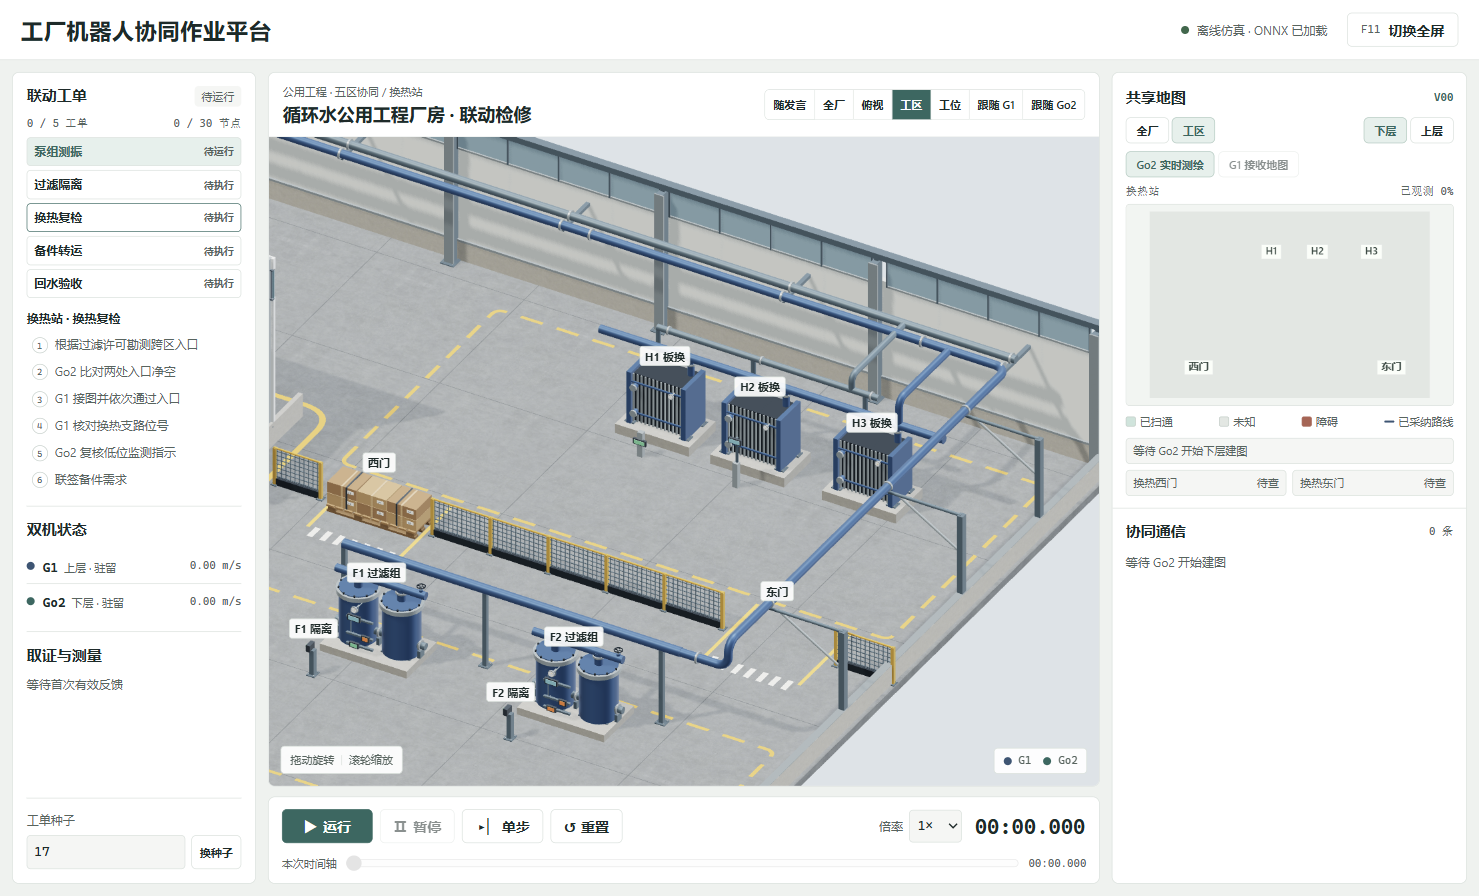 工厂机器人协同作业平台
离线仿真 · ONNX 已加载
F11 切换全屏
联动工单
待运行
0 / 5 工单
0 / 30 节点
泵组测振
待运行
过滤隔离
待执行
换热复检
待执行
备件转运
待执行
回水验收
待执行
换热站 · 换热复检
1 根据过滤许可勘测跨区入口
2 Go2 比对两处入口净空
3 G1 接图并依次通过入口
4 G1 核对换热支路位号
5 Go2 复核低位监测指示
6 联签备件需求
双机状态
G1 上层 · 驻留
0.00 m/s
Go2 下层 · 驻留
0.00 m/s
取证与测量
等待首次有效反馈
工单种子
17
换种子
公用工程 · 五区协同 / 换热站
循环水公用工程厂房 · 联动检修
随发言
全厂
俯视
工区
工位
跟随 G1
跟随 Go2
H1 板换
H2 板换
H3 板换
西门
F1 过滤组
东门
F1 隔离
F2 过滤组
F2 隔离
拖动旋转
滚轮缩放
G1
Go2
运行
暂停
单步
重置
倍率
1×
00:00.000
本次时间轴
00:00.000
共享地图
V00
全厂
工区
下层
上层
Go2 实时测绘
G1 接收地图
换热站
已观测 0%
H1
H2
H3
西门
东门
已扫通
未知
障碍
已采纳路线
等待 Go2 开始下层建图
换热西门
待查
换热东门
待查
协同通信
0 条
等待 Go2 开始建图